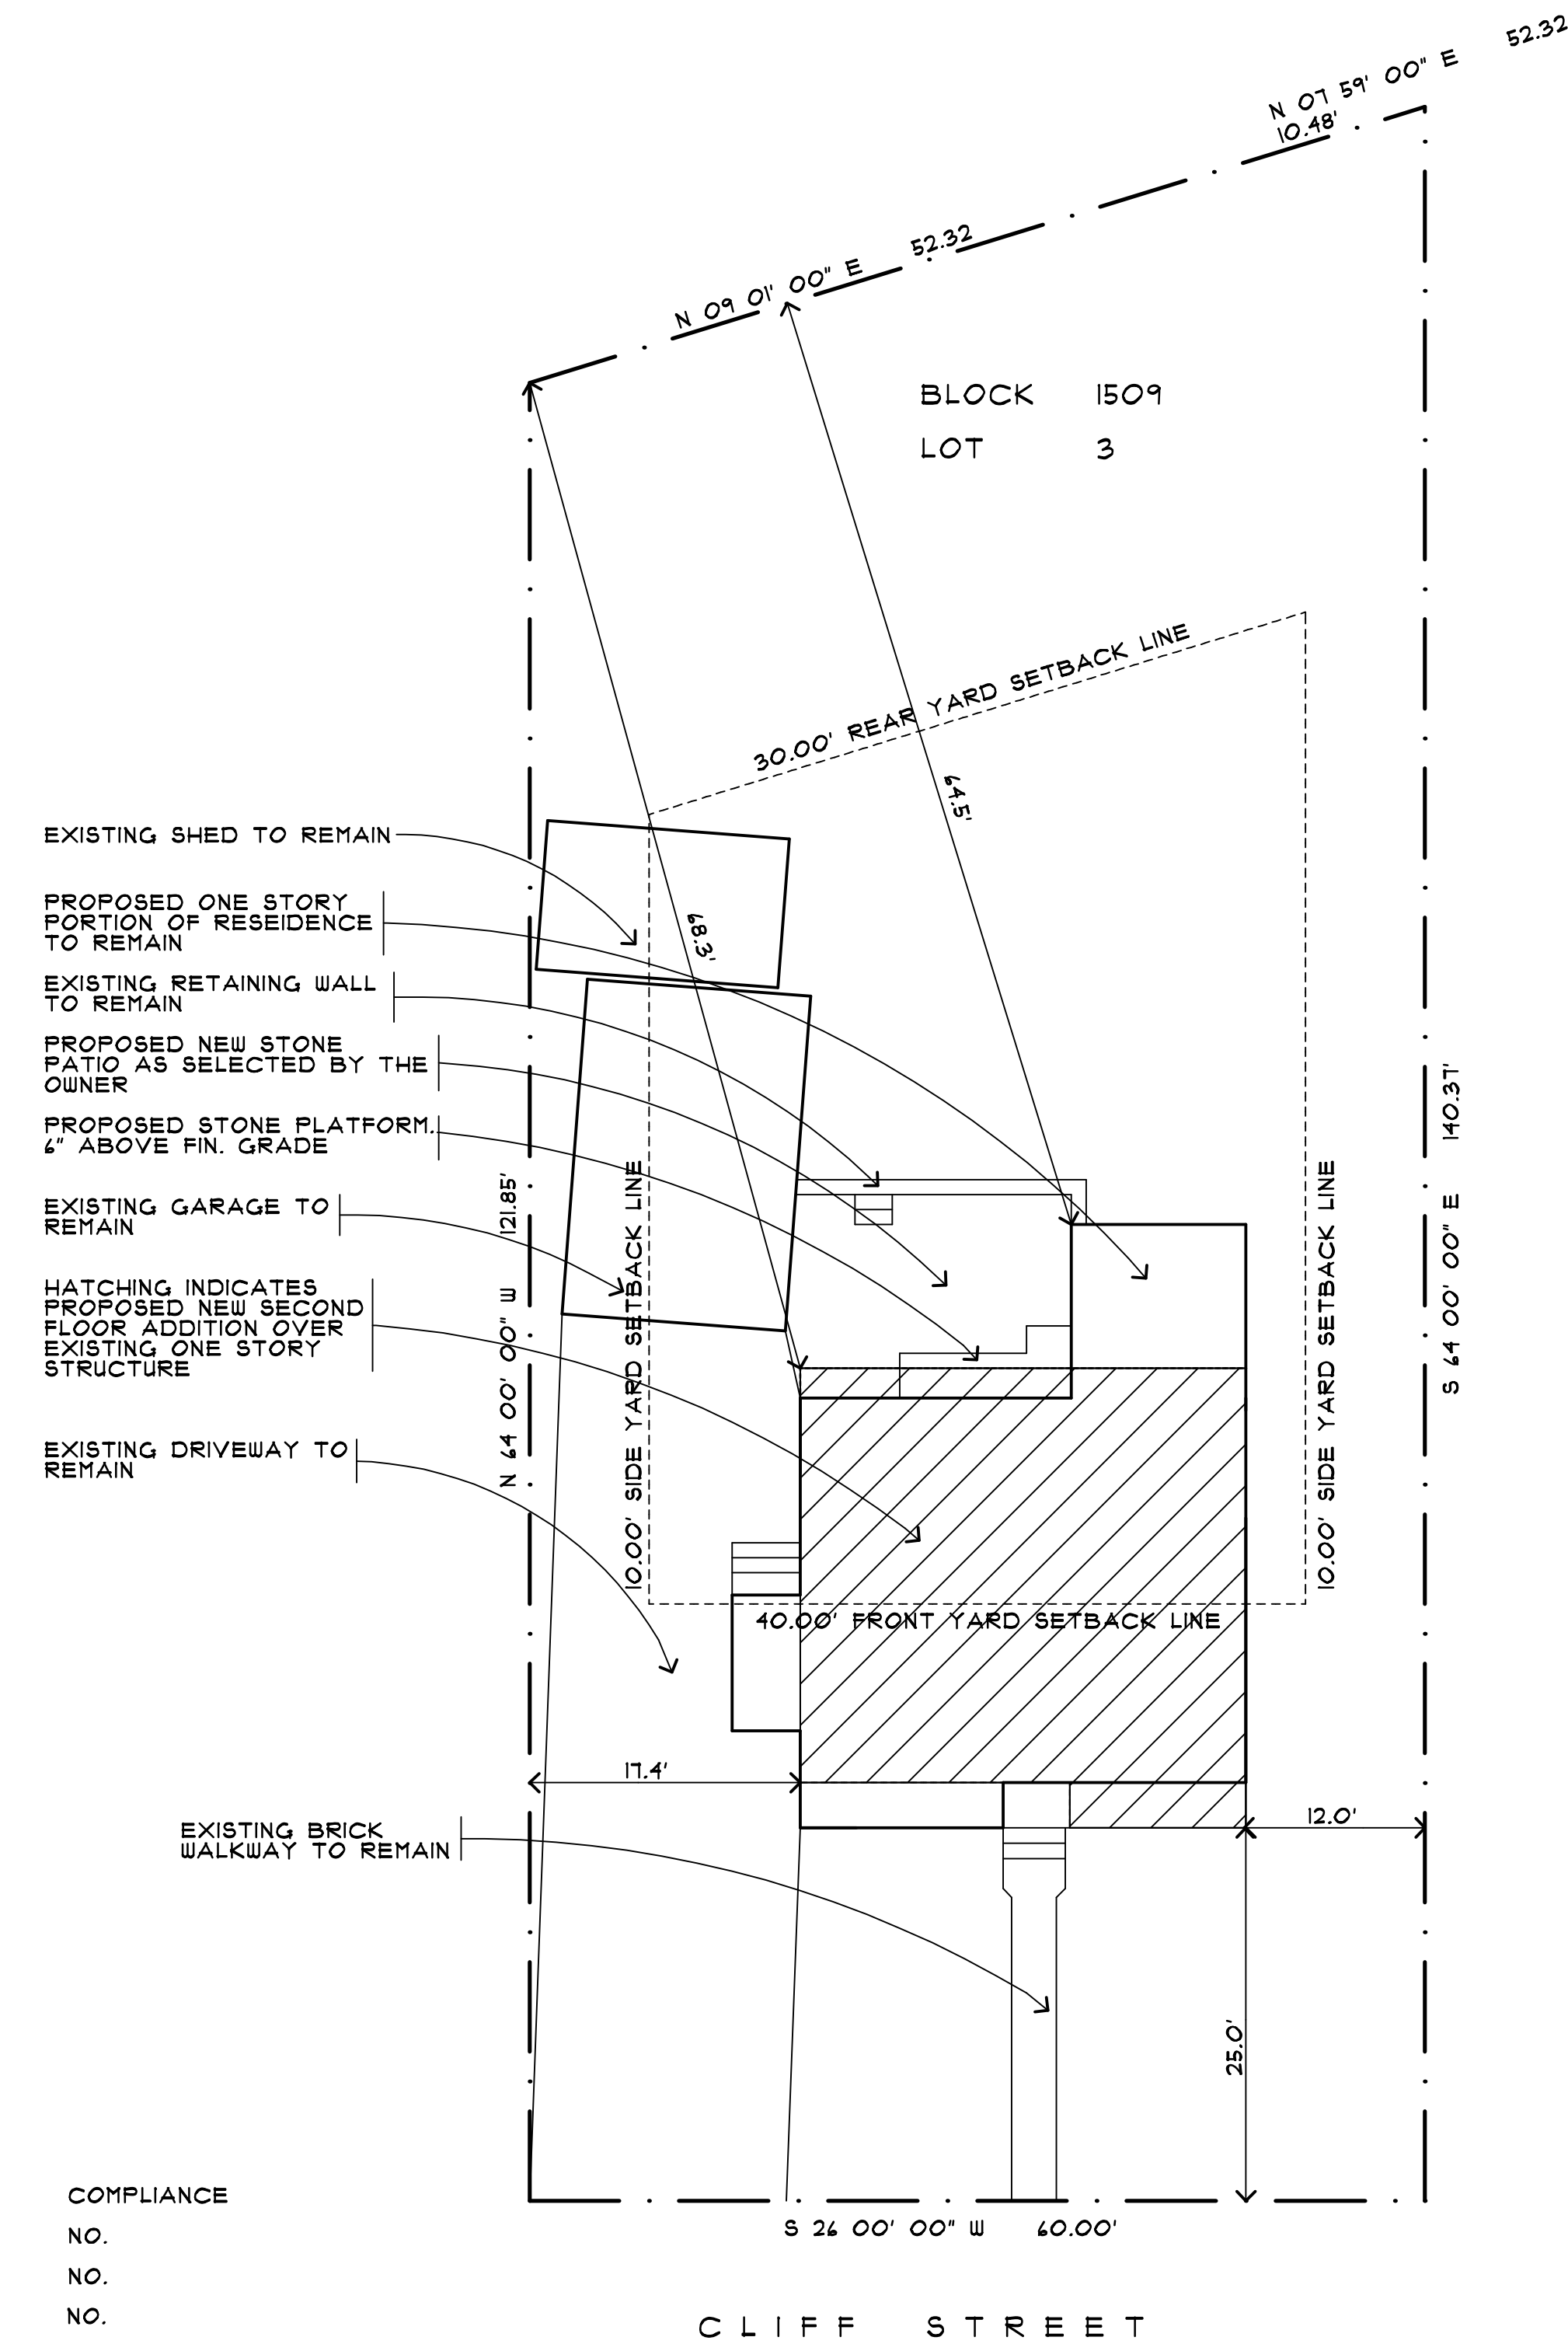 52.32
N 07 59' 00" E
10.48'
52.32
N 09 01' 00" E
BLOCK 1509
LOT 3
30.00' REAR YARD SETBACK LINE
64.5'
68.3'
EXISTING SHED TO REMAIN
PROPOSED ONE STORY
PORTION OF RESEIDENCE
TO REMAIN
EXISTING RETAINING WALL
TO REMAIN
PROPOSED NEW STONE
PATIO AS SELECTED BY THE
OWNER
PROPOSED STONE PLATFORM.
6" ABOVE FIN. GRADE
EXISTING GARAGE TO
REMAIN
HATCHING INDICATES
PROPOSED NEW SECOND
FLOOR ADDITION OVER
EXISTING ONE STORY
STRUCTURE
EXISTING DRIVEWAY TO
REMAIN
N 64 00' 00" W 121.85'
10.00' SIDE YARD SETBACK LINE
10.00' SIDE YARD SETBACK LINE
S 64 00' 00" E 140.37'
40.00' FRONT YARD SETBACK LINE
17.4'
12.0'
EXISTING BRICK
WALKWAY TO REMAIN
25.0'
S 26 00' 00" W 60.00'
COMPLIANCE
NO.
NO.
NO.
CLIFF STREET